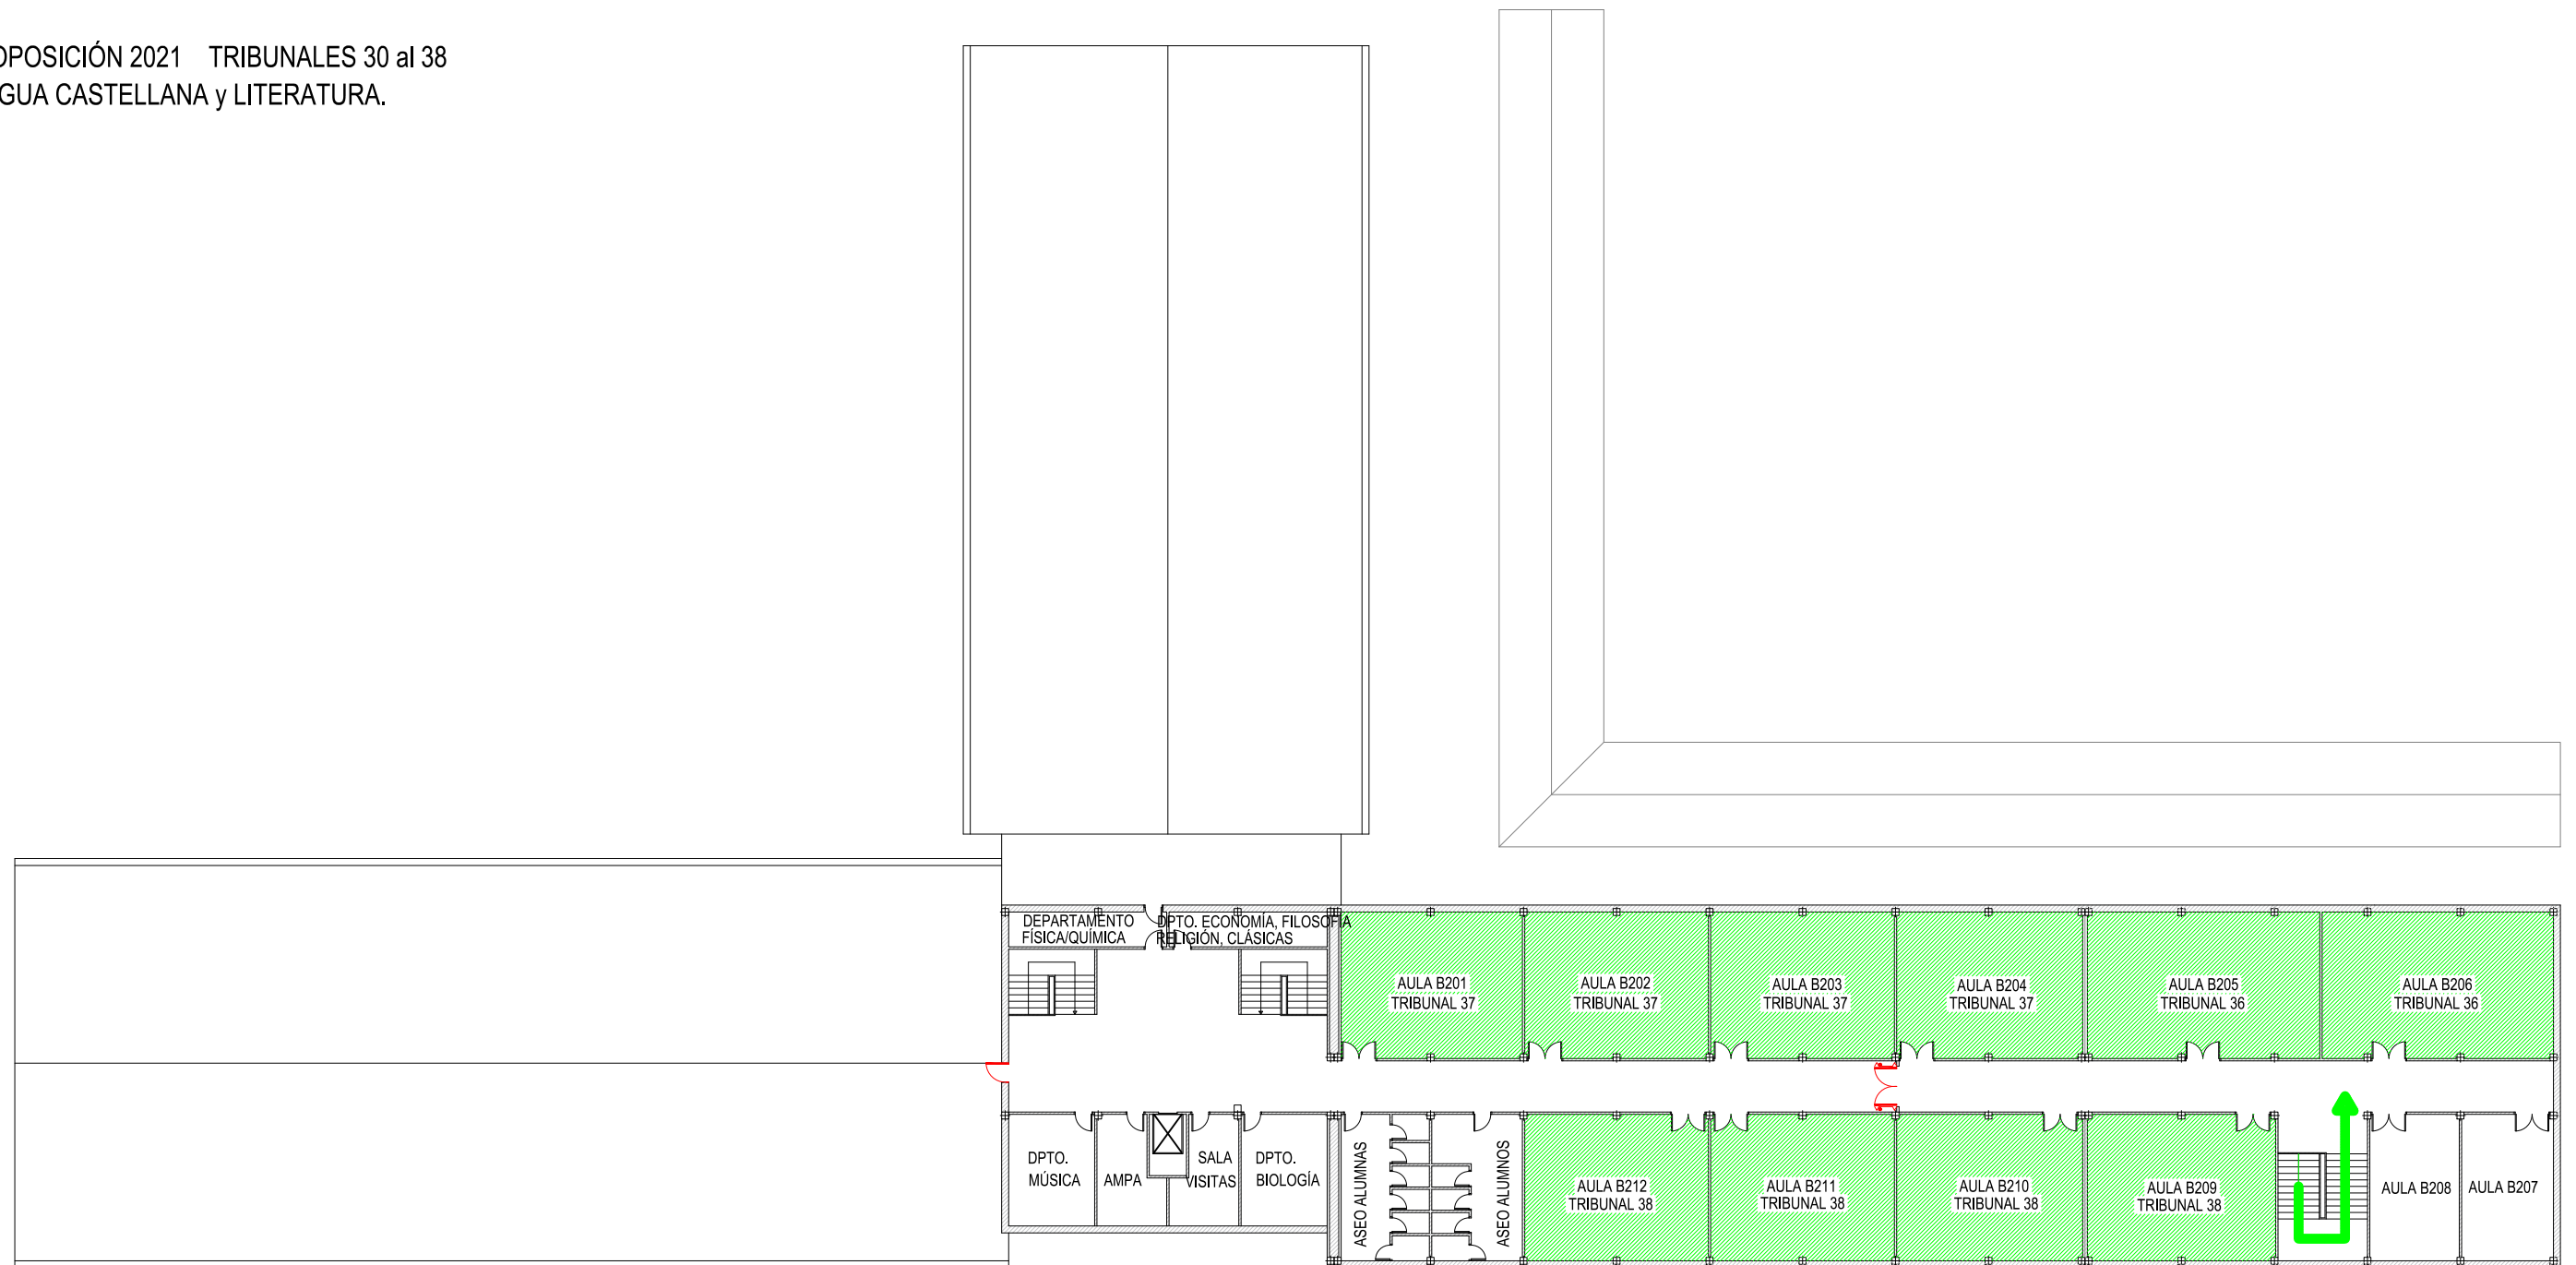 OPOSICIÓN 2021 TRIBUNALES 30 al 38
GUA CASTELLANA y LITERATURA.
DEPARTAMENTO
FÍSICA/QUÍMICA
DPTO. ECONOMÍA, FILOSOFÍA
RELIGIÓN, CLÁSICAS
AULA B201
TRIBUNAL 37
AULA B202
TRIBUNAL 37
AULA B203
TRIBUNAL 37
AULA B204
TRIBUNAL 37
AULA B205
TRIBUNAL 36
AULA B206
TRIBUNAL 36
DPTO.
MÚSICA
AMPA
SALA
VISITAS
DPTO.
BIOLOGÍA
ASEO ALUMNAS
ASEO ALUMNOS
AULA B212
TRIBUNAL 38
AULA B211
TRIBUNAL 38
AULA B210
TRIBUNAL 38
AULA B209
TRIBUNAL 38
AULA B208
AULA B207